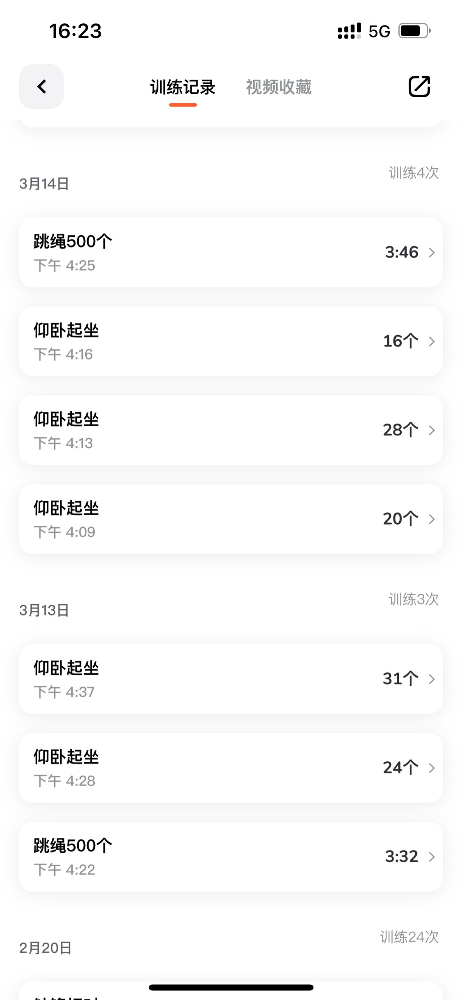 16:23
5G
训练记录 视频收藏
训练4次
3月14日
跳绳500个
下午 4:25
3:46
仰卧起坐
下午 4:16
16个
仰卧起坐
下午 4:13
28个
仰卧起坐
下午 4:09
20个
训练3次
3月13日
仰卧起坐
下午 4:37
31个
仰卧起坐
下午 4:28
24个
跳绳500个
下午 4:22
3:32
训练24次
2月20日